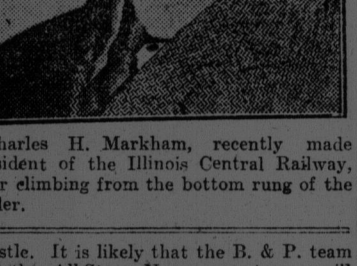 harles H. Markham, recently made
sident of the Illinois Central Railway,
r climbing from the bottom rung of the
der.
stle. It is likely that the B. & P. team